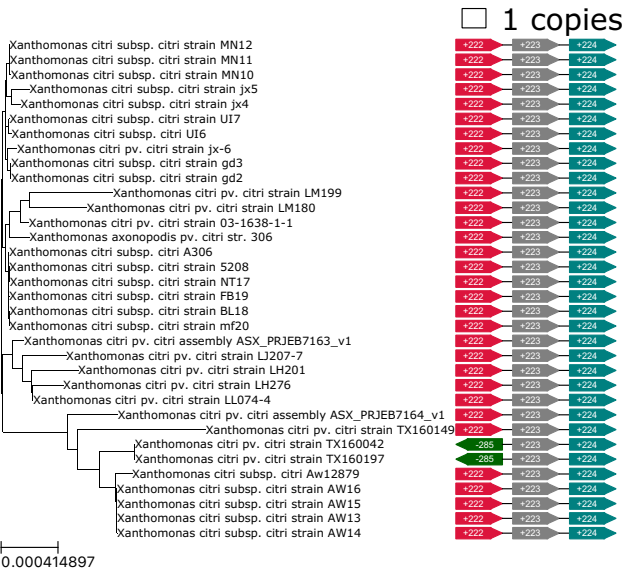 1 copies
Xanthomonas citri subsp. citri strain MN12 +222 +223 +224
Xanthomonas citri subsp. citri strain MN11 +222 +223 +224
Xanthomonas citri subsp. citri strain MN10 +222 +223 +224
Xanthomonas citri subsp. citri strain jx5 +222 +223 +224
Xanthomonas citri subsp. citri strain jx4 +222 +223 +224
Xanthomonas citri subsp. citri strain UI7 +222 +223 +224
Xanthomonas citri subsp. citri UI6 +222 +223 +224
Xanthomonas citri pv. citri strain jx-6 +222 +223 +224
Xanthomonas citri subsp. citri strain gd3 +222 +223 +224
Xanthomonas citri subsp. citri strain gd2 +222 +223 +224
Xanthomonas citri pv. citri strain LM199 +222 +223 +224
Xanthomonas citri pv. citri strain LM180 +222 +223 +224
Xanthomonas citri pv. citri strain 03-1638-1-1 +222 +223 +224
Xanthomonas axonopodis pv. citri str. 306 +222 +223 +224
Xanthomonas citri subsp. citri A306 +222 +223 +224
Xanthomonas citri subsp. citri strain 5208 +222 +223 +224
Xanthomonas citri subsp. citri strain NT17 +222 +223 +224
Xanthomonas citri subsp. citri strain FB19 +222 +223 +224
Xanthomonas citri subsp. citri strain BL18 +222 +223 +224
Xanthomonas citri subsp. citri strain mf20 +222 +223 +224
Xanthomonas citri pv. citri assembly ASX_PRJEB7163_v1 +222 +223 +224
Xanthomonas citri pv. citri strain LJ207-7 +222 +223 +224
Xanthomonas citri pv. citri strain LH201 +222 +223 +224
Xanthomonas citri pv. citri strain LH276 +222 +223 +224
Xanthomonas citri pv. citri strain LL074-4 +222 +223 +224
Xanthomonas citri pv. citri assembly ASX_PRJEB7164_v1 +222 +223 +224
Xanthomonas citri pv. citri strain TX160149 +222 +223 +224
Xanthomonas citri pv. citri strain TX160042 -285 +223 +224
Xanthomonas citri pv. citri strain TX160197 -285 +223 +224
Xanthomonas citri subsp. citri Aw12879 +222 +223 +224
Xanthomonas citri subsp. citri strain AW16 +222 +223 +224
Xanthomonas citri subsp. citri strain AW15 +222 +223 +224
Xanthomonas citri subsp. citri strain AW13 +222 +223 +224
Xanthomonas citri subsp. citri strain AW14 +222 +223 +224
0.000414897